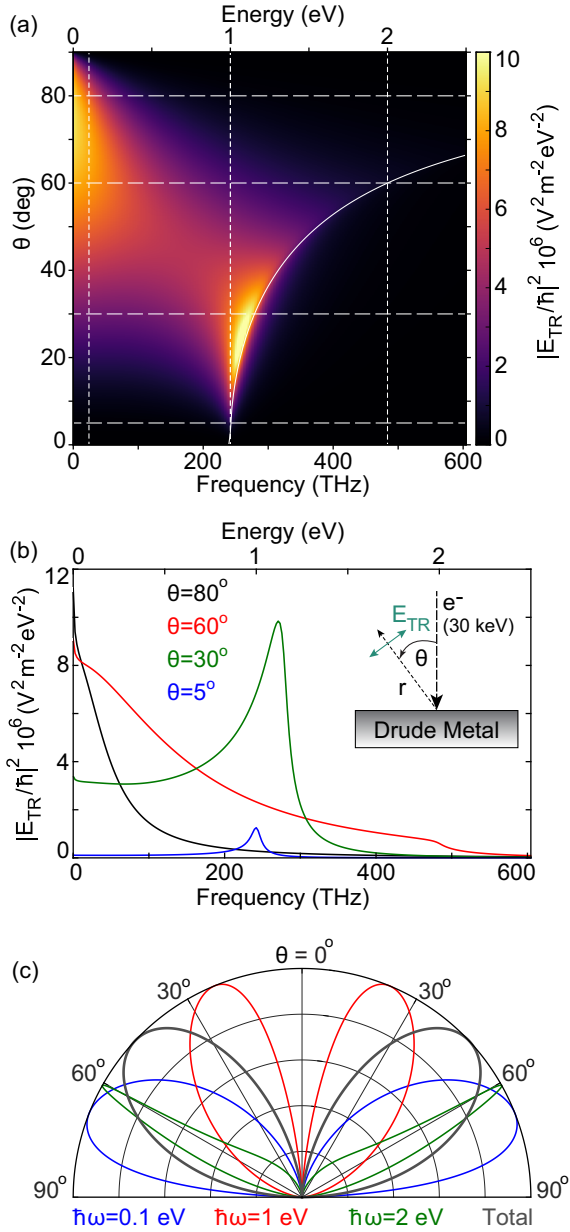 (a)
Energy (eV)
0 1 2
80
60
40
20
0
θ (deg)
0 200 400 600
Frequency (THz)
10
8
6
4
2
0
|E_TR/ħ|² 10⁶ (V²m⁻²eV⁻²)
(b)
Energy (eV)
0 1 2
12
8
4
0
|E_TR/ħ|² 10⁶ (V²m⁻²eV⁻²)
θ=80°
θ=60°
θ=30°
θ=5°
e⁻
(30 keV)
E_TR
θ
r
Drude Metal
0 200 400 600
Frequency (THz)
(c)
θ = 0°
30° 30°
60° 60°
90° 90°
ħω=0.1 eV ħω=1 eV ħω=2 eV Total